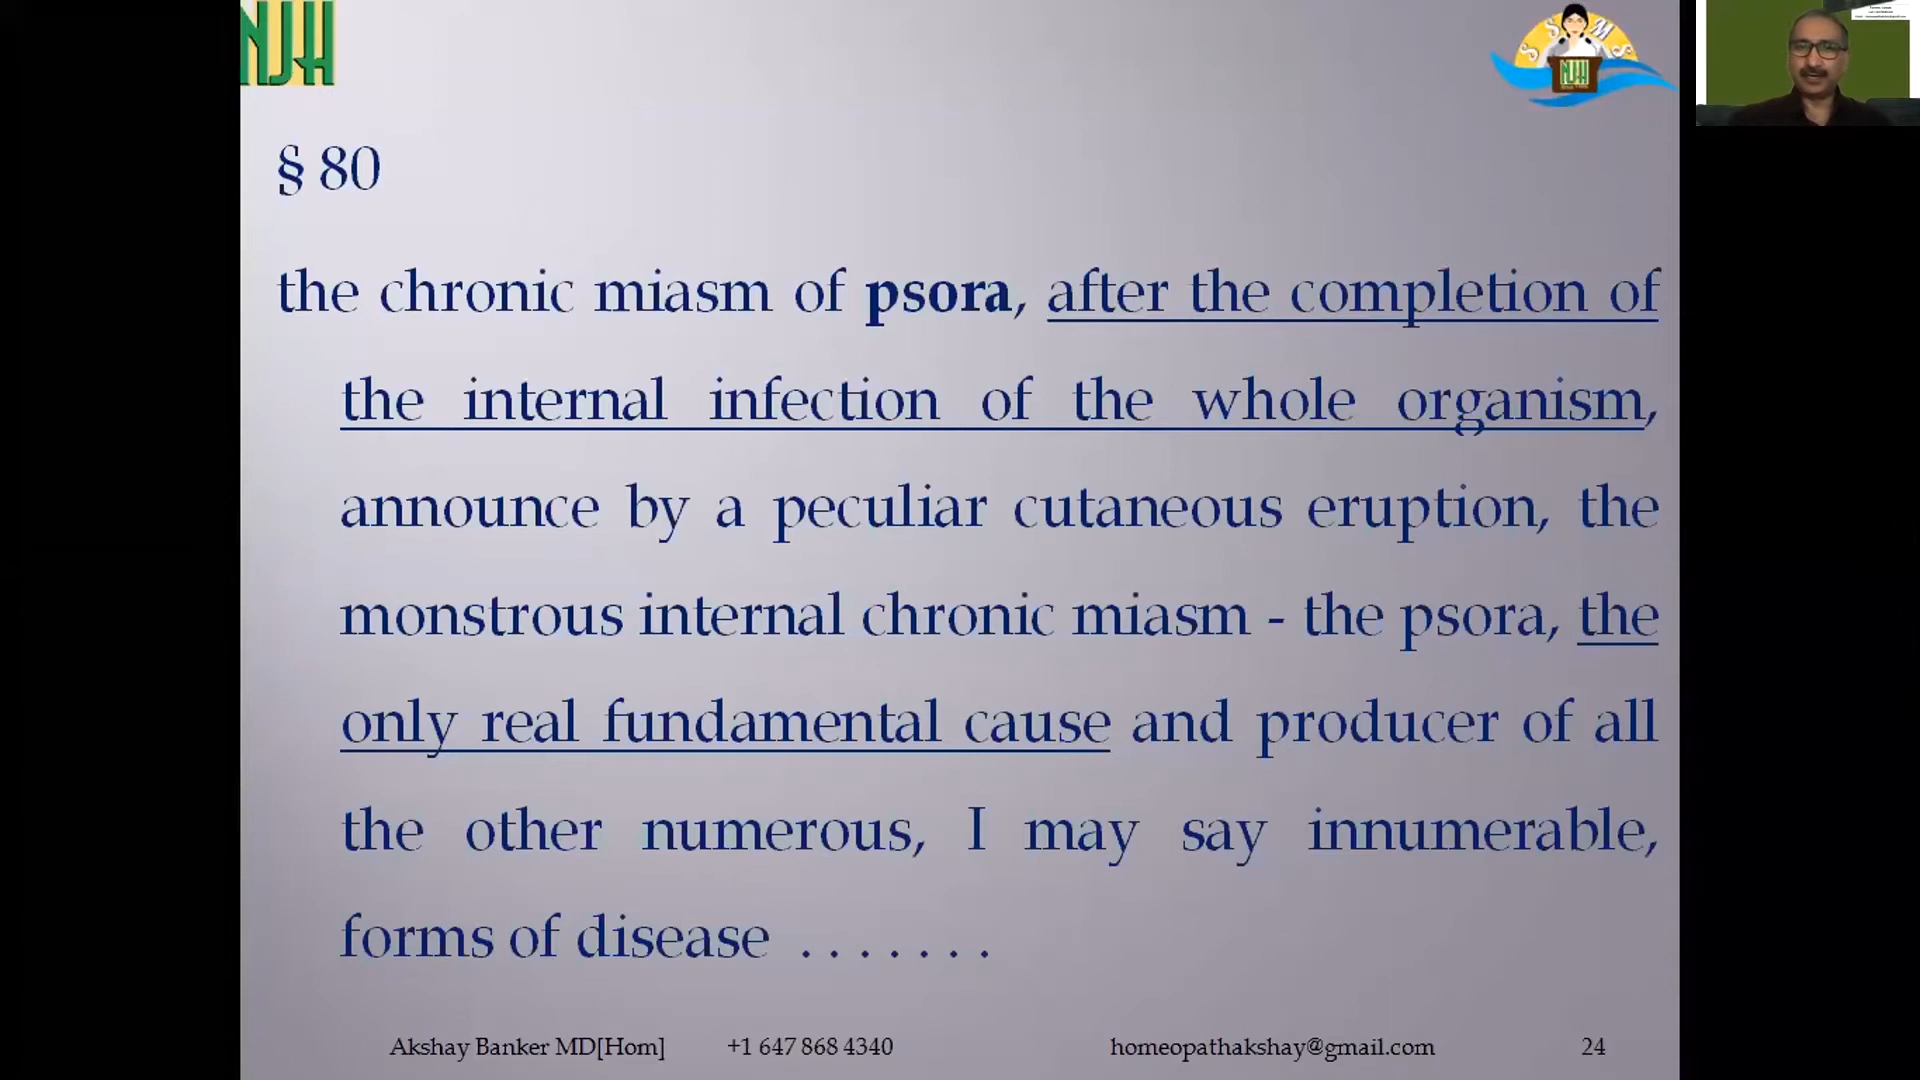 NJH
S S M S
NJH
§ 80
the chronic miasm of psora, after the completion of
the internal infection of the whole organism,
announce by a peculiar cutaneous eruption, the
monstrous internal chronic miasm - the psora, the
only real fundamental cause and producer of all
the other numerous, I may say innumerable,
forms of disease .......
Akshay Banker MD[Hom] +1 647 868 4340 homeopathakshay@gmail.com 24